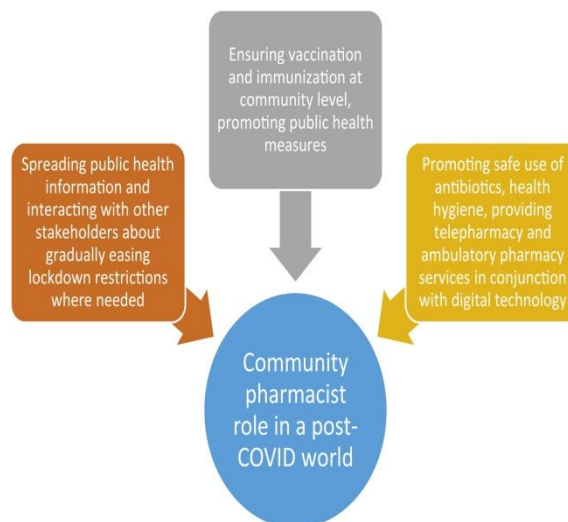 Ensuring vaccination
and immunization at
community level,
promoting public health
measures
Spreading public health
information and
interacting with other
stakeholders about
gradually easing
lockdown restrictions
where needed
Promoting safe use of
antibiotics, health
hygiene, providing
telepharmacy and
ambulatory pharmacy
services in conjunction
with digital technology
Community
pharmacist
role in a post-
COVID world